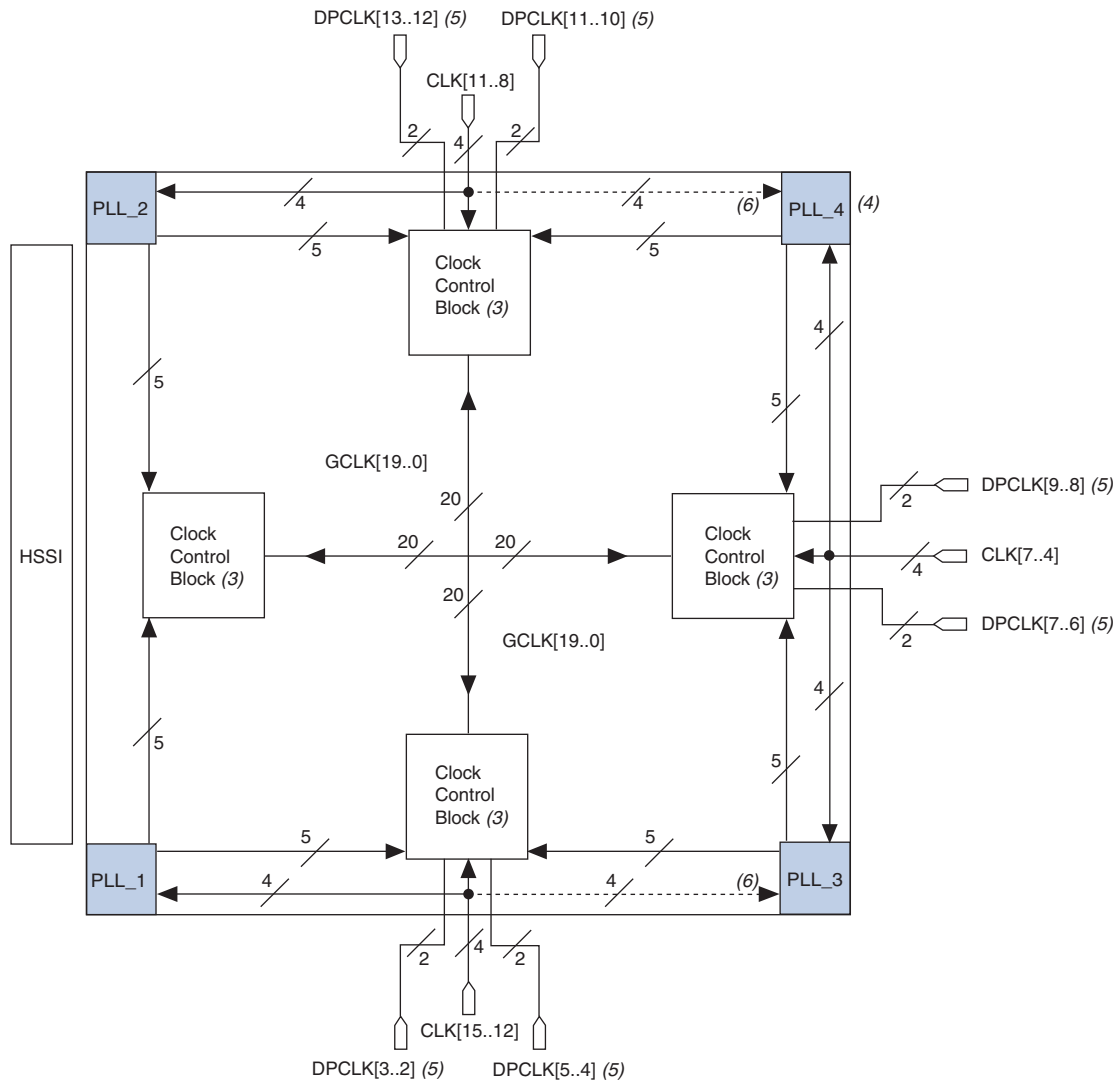 DPCLK[13..12] (5)
DPCLK[11..10] (5)
CLK[11..8]
2
4
2
PLL_2
4
4
(6)
PLL_4
(4)
5
5
Clock
Control
Block (3)
4
5
5
GCLK[19..0]
20
DPCLK[9..8] (5)
2
HSSI
Clock
Control
Block (3)
20
20
Clock
Control
Block (3)
CLK[7..4]
4
20
DPCLK[7..6] (5)
2
GCLK[19..0]
4
5
5
Clock
Control
Block (3)
5
5
PLL_1
4
4
(6)
PLL_3
2
4
2
CLK[15..12]
DPCLK[3..2] (5)
DPCLK[5..4] (5)